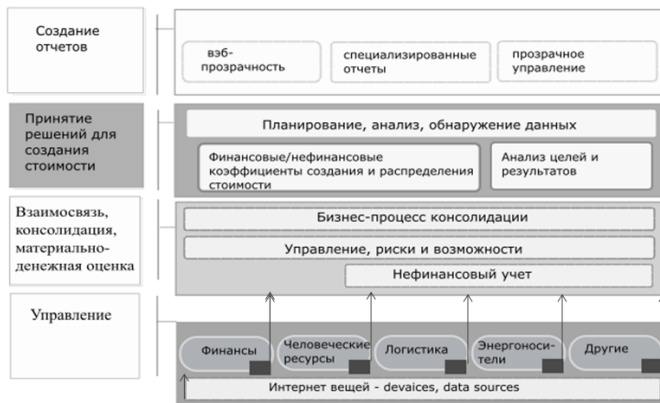 Создание
отчетов
вэб-
прозрачность
специализированные
отчеты
прозрачное
управление
Принятие
решений для
создания
стоимости
Планирование, анализ, обнаружение данных
Финансовые/нефинансовые
коэффициенты создания и распределения
стоимости
Анализ целей и
результатов
Взаимосвязь,
консолидация,
материально-
денежная оценка
Бизнес-процесс консолидации
Управление, риски и возможности
Нефинансовый учет
Управление
Финансы
Человеческие
ресурсы
Логистика
Энергоноси-
тели
Другие
Интернет вещей - devaices, data sources